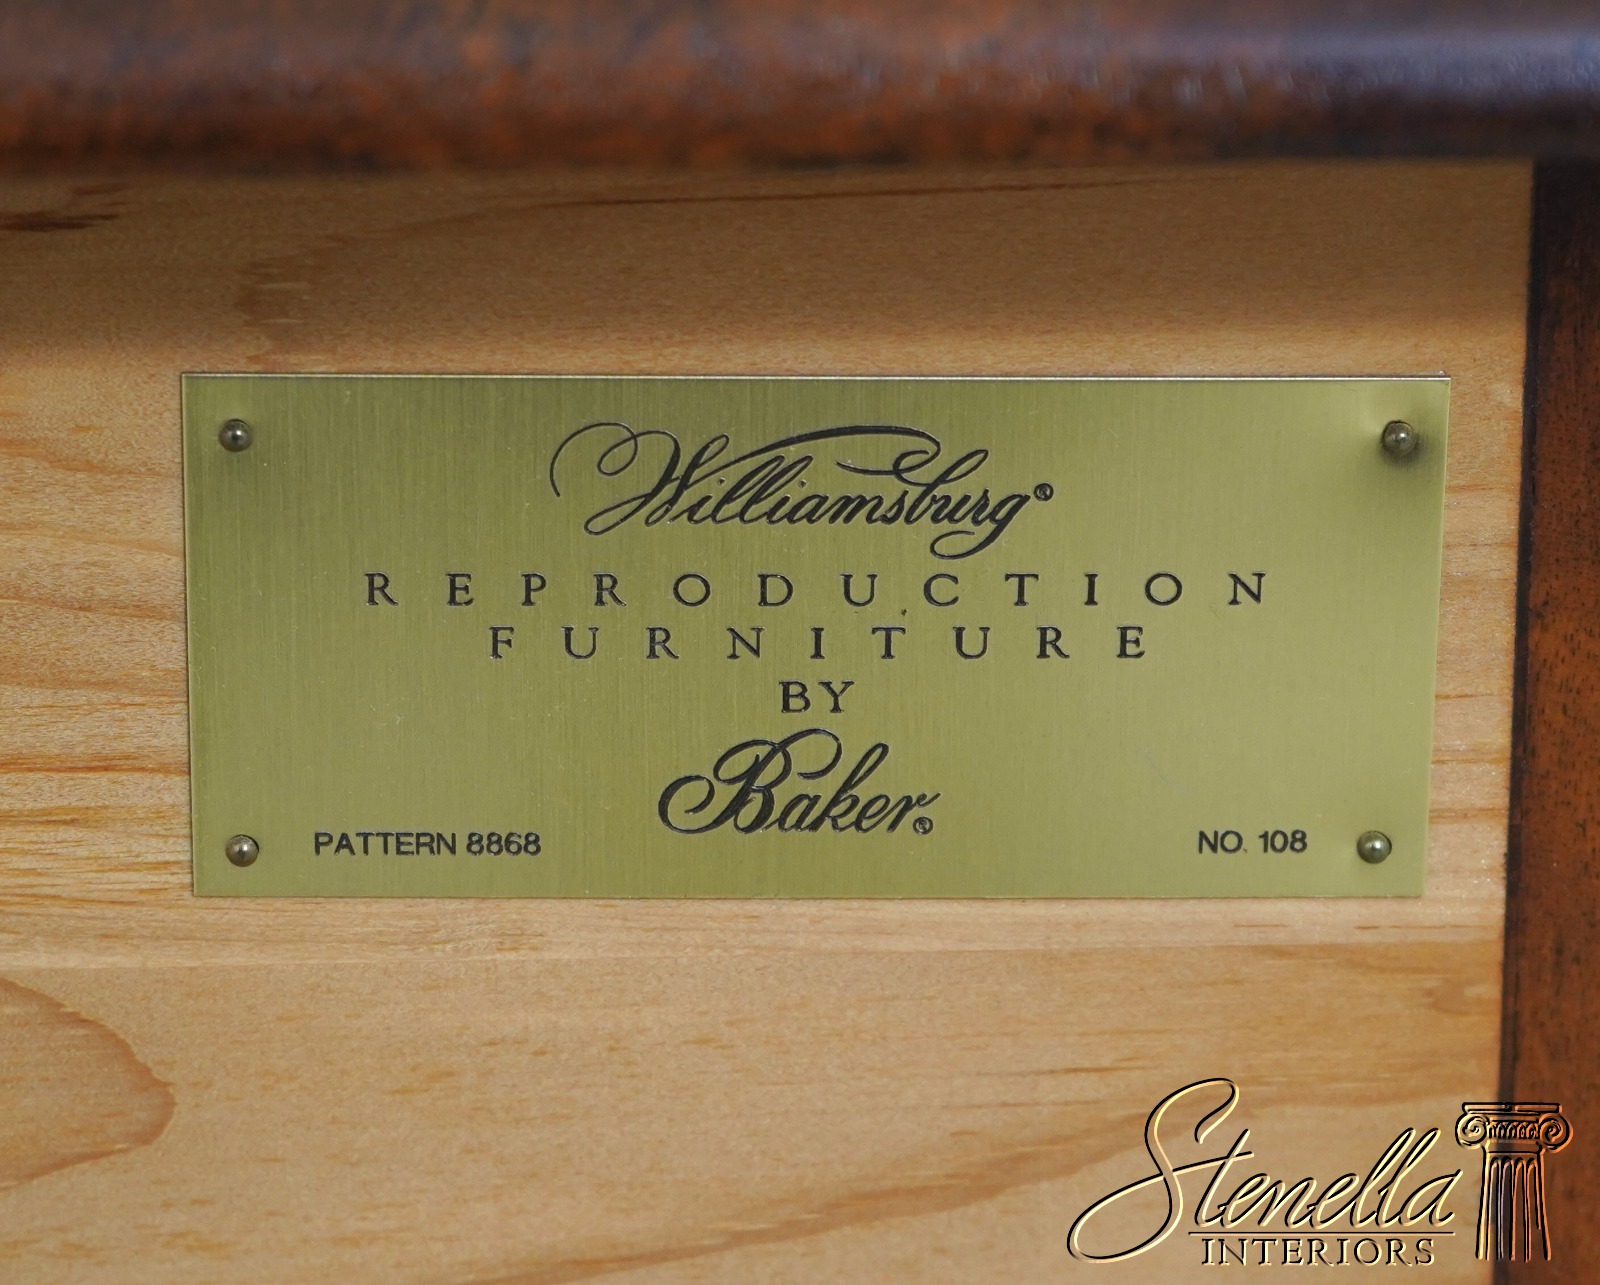 Williamsburg®
REPRODUCTION
FURNITURE
BY
Baker®
PATTERN 8868 NO. 108
Stenella
INTERIORS